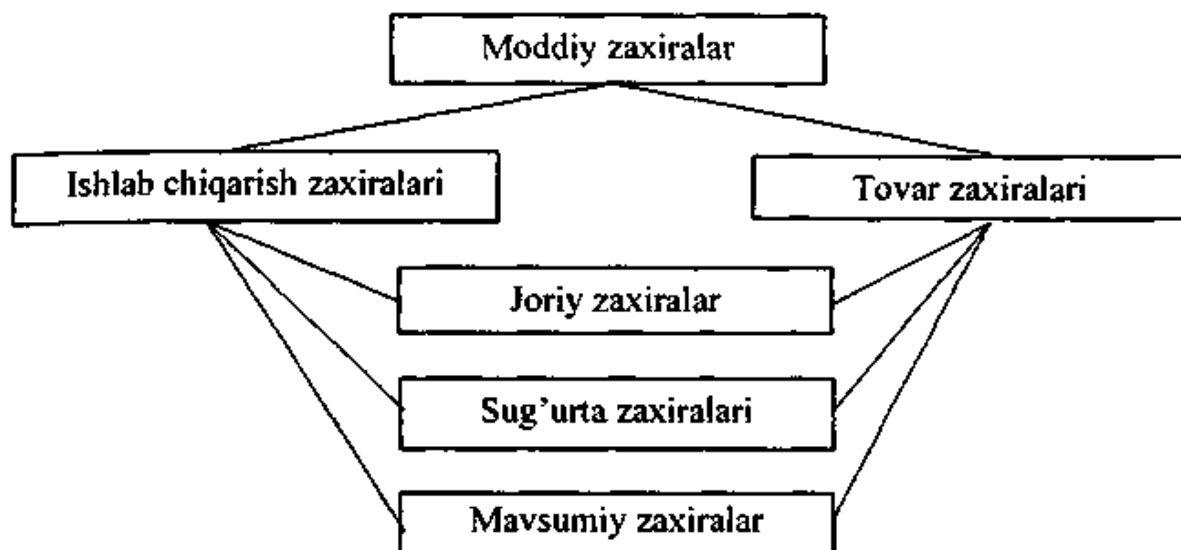 Moddiy zaxiralar
Ishlab chiqarish zaxiralari
Tovar zaxiralari
Joriy zaxiralar
Sug'urta zaxiralari
Mavsumiy zaxiralar